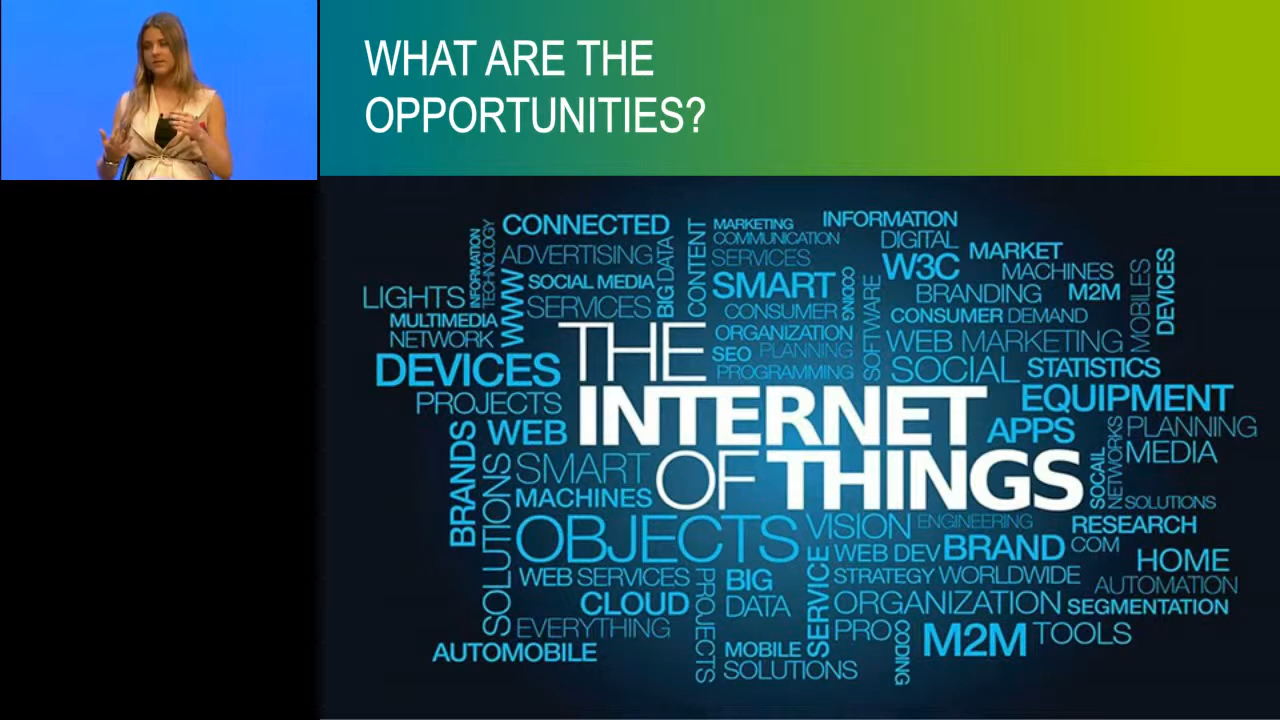 WHAT ARE THE
OPPORTUNITIES?
CONNECTED
ADVERTISING
SOCIAL MEDIA
SERVICES
INFORMATION
TECHNOLOGY
WWW
BIG DATA
CONTENT
MARKETING
COMMUNICATION
SERVICES
SMART
CONSUMER
CODING
ORGANIZATION
SEO PLANNING
PROGRAMMING
SOFTWARE
INFORMATION
DIGITAL
W3C
MARKET
MACHINES
BRANDING M2M
CONSUMER DEMAND
WEB MARKETING
MOBILES
DEVICES
SOCIAL STATISTICS
LIGHTS
MULTIMEDIA
NETWORK
DEVICES
PROJECTS
WEB
THE
INTERNET
OF THINGS
EQUIPMENT
APPS
PLANNING
MEDIA
SOCAIL
NETWORKS
SOLUTIONS
BRANDS
SOLUTIONS
SMART
MACHINES
OBJECTS
VISION ENGINEERING
WEB DEV BRAND
RESEARCH
COM
HOME
AUTOMATION
WEB SERVICES
PROJECTS
BIG
DATA
SERVICE
STRATEGY WORLDWIDE
CLOUD
ORGANIZATION SEGMENTATION
EVERYTHING
PRO
CODING
M2M TOOLS
AUTOMOBILE
MOBILE
SOLUTIONS